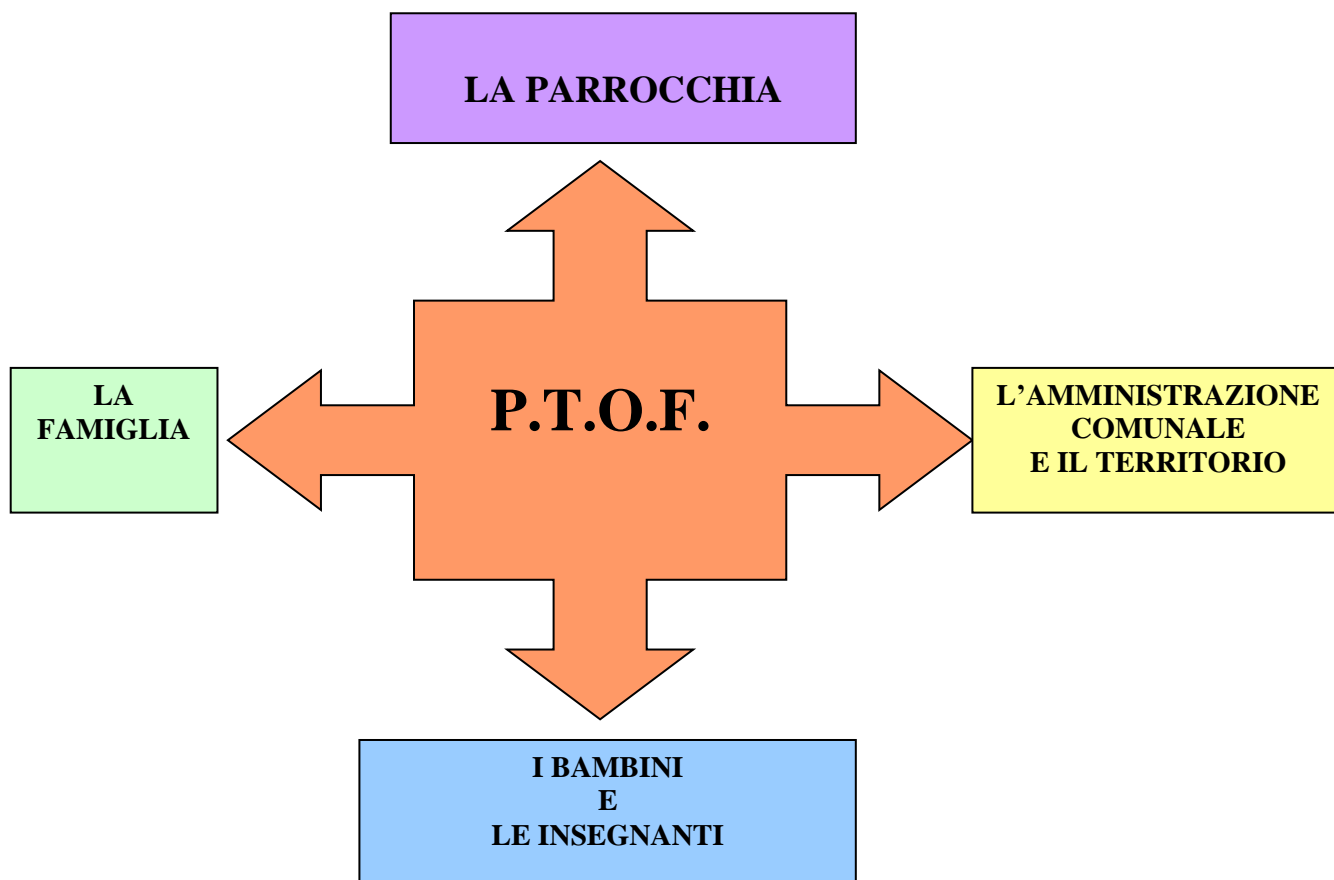 LA PARROCCHIA
LA
FAMIGLIA
P.T.O.F.
L’AMMINISTRAZIONE
COMUNALE
E IL TERRITORIO
I BAMBINI
E
LE INSEGNANTI